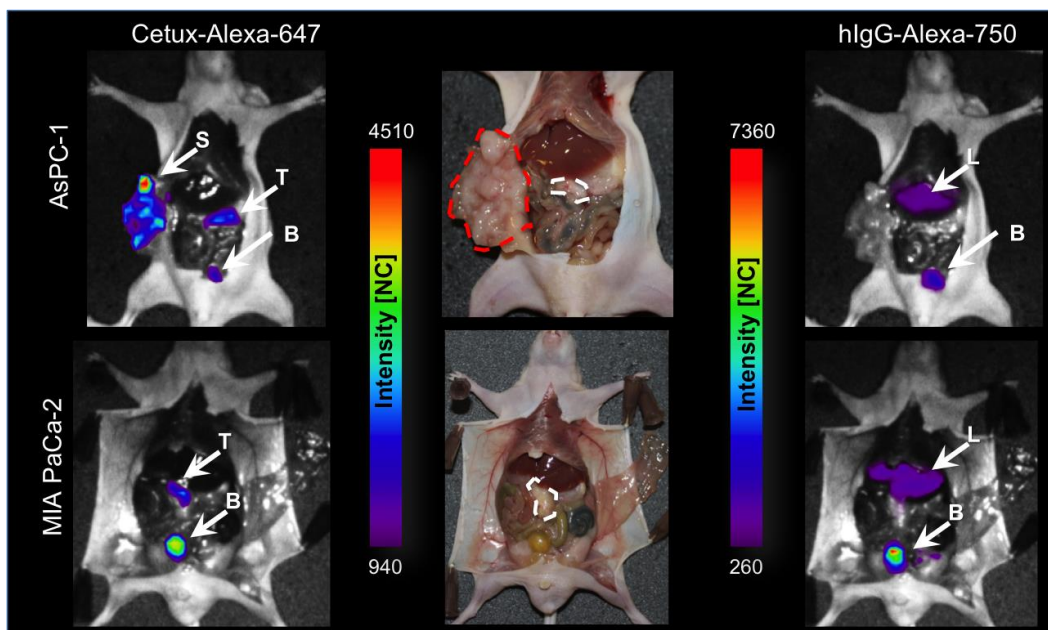 Cetux-Alexa-647
hIgG-Alexa-750
AsPC-1
S
T
B
4510
Intensity [NC]
940
7360
Intensity [NC]
260
L
B
MIA PaCa-2
T
B
L
B